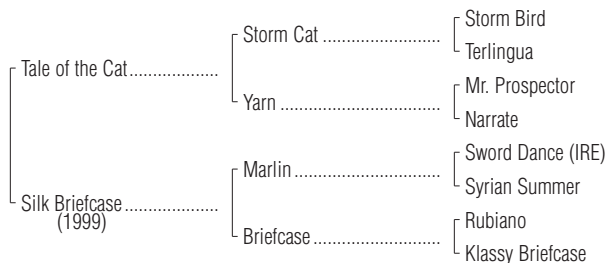 Storm Bird
Storm Cat ..............................
Terlingua
Tale of the Cat...................
Mr. Prospector
Yarn .........................................
Narrate
Sword Dance (IRE)
Marlin ......................................
Syrian Summer
Silk Briefcase....................
(1999)
Rubiano
Briefcase.................................
Klassy Briefcase